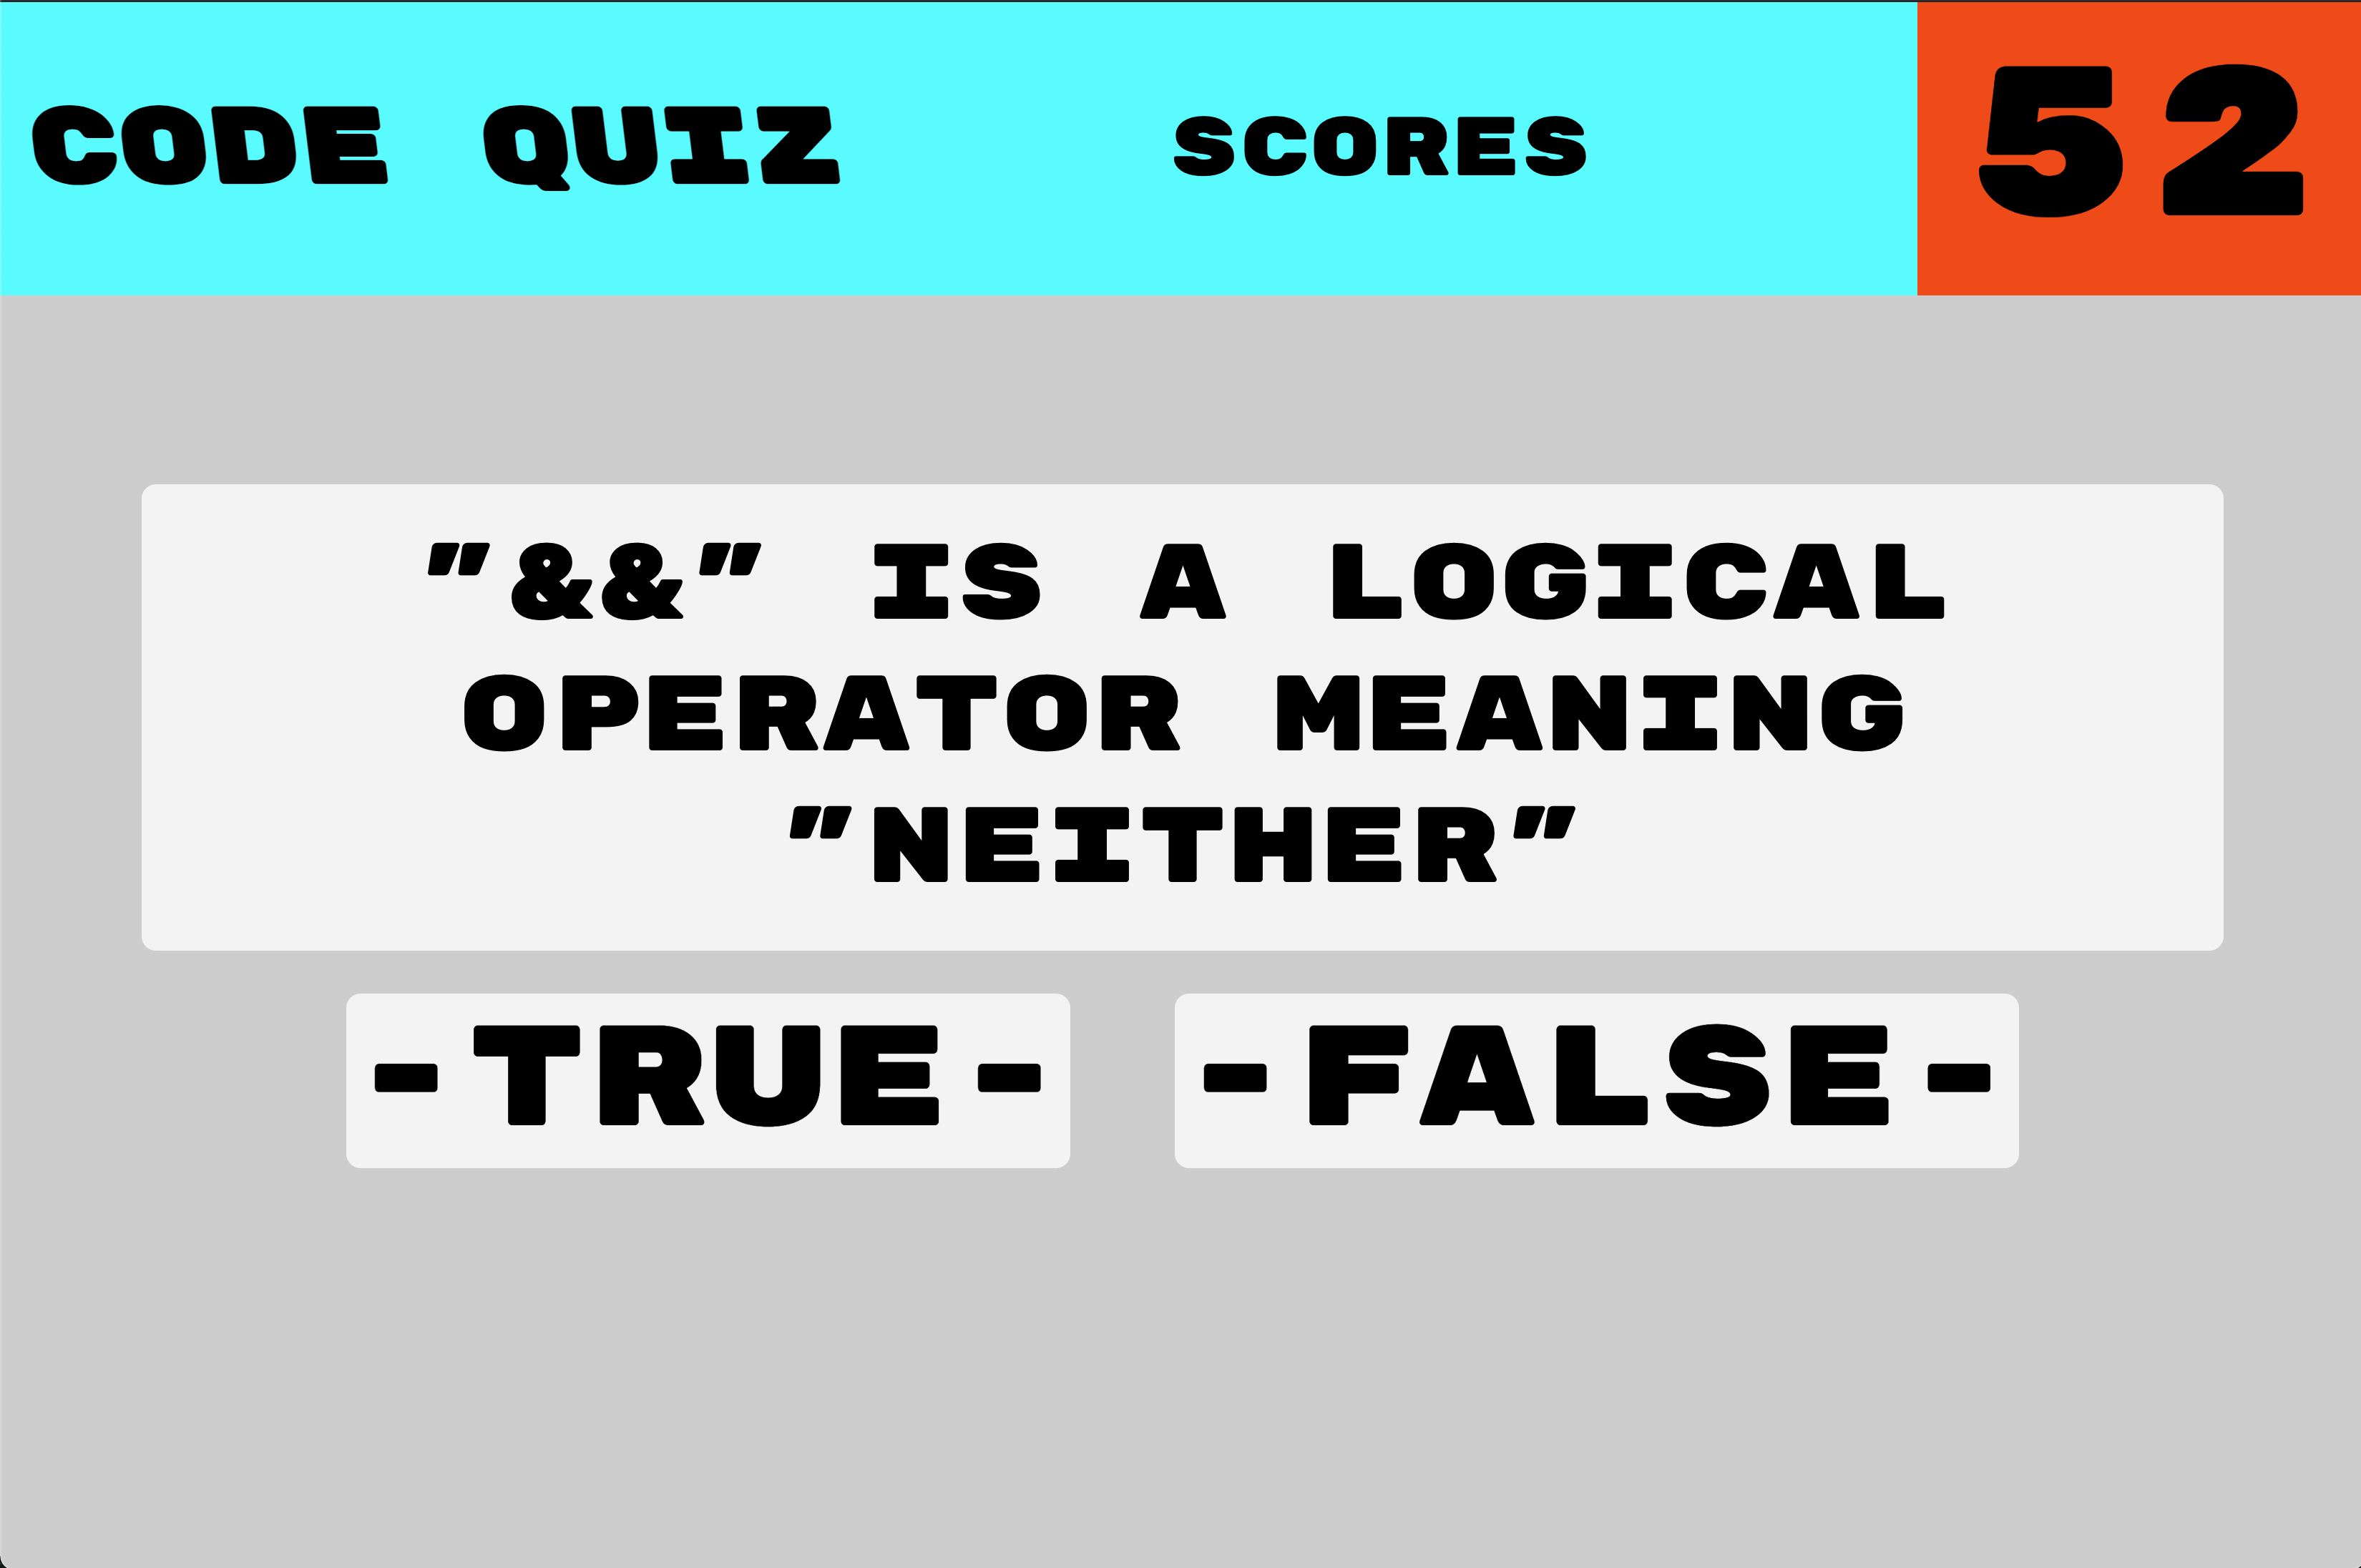 CODE QUIZ
SCORES
52
"&&" IS A LOGICAL
OPERATOR MEANING
"NEITHER"
-TRUE-
-FALSE-